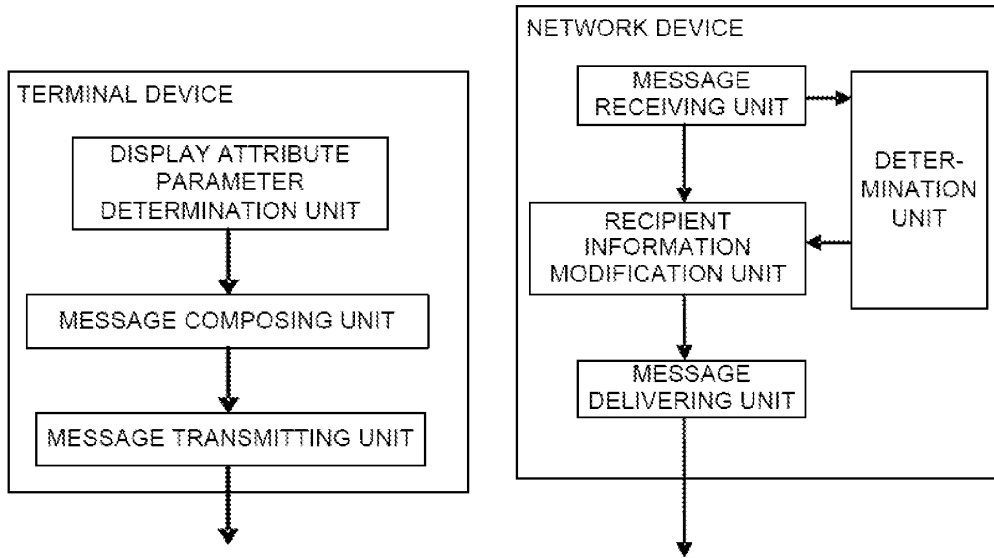 TERMINAL DEVICE
DISPLAY ATTRIBUTE
PARAMETER
DETERMINATION UNIT
MESSAGE COMPOSING UNIT
MESSAGE TRANSMITTING UNIT
NETWORK DEVICE
MESSAGE
RECEIVING UNIT
DETER-
MINATION
UNIT
RECIPIENT
INFORMATION
MODIFICATION UNIT
MESSAGE
DELIVERING UNIT